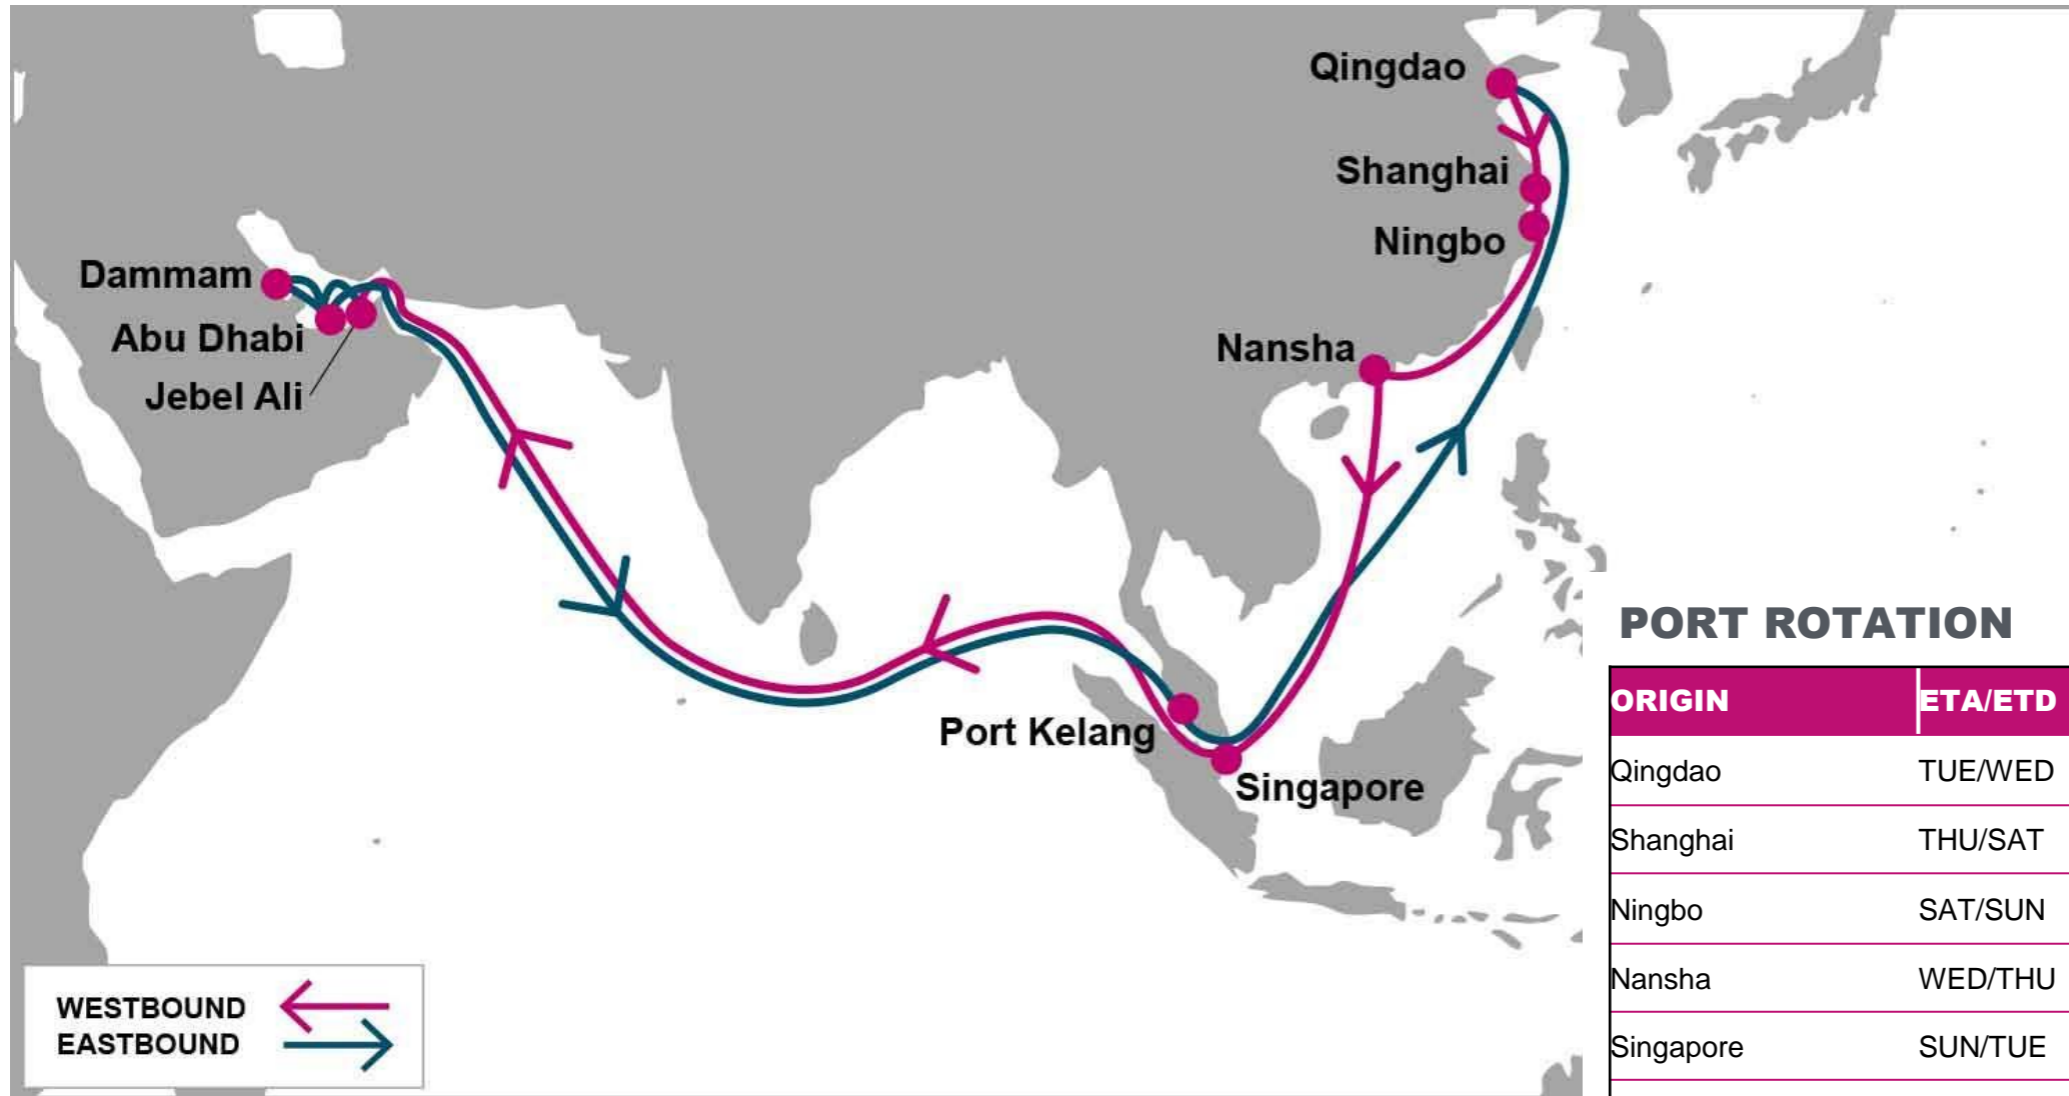 Qingdao
Shanghai
Ningbo
Dammam
Abu Dhabi
Jebel Ali
Nansha
Port Kelang
Singapore
WESTBOUND
EASTBOUND
PORT ROTATION
ORIGIN ETA/ETD
Qingdao TUE/WED
Shanghai THU/SAT
Ningbo SAT/SUN
Nansha WED/THU
Singapore SUN/TUE